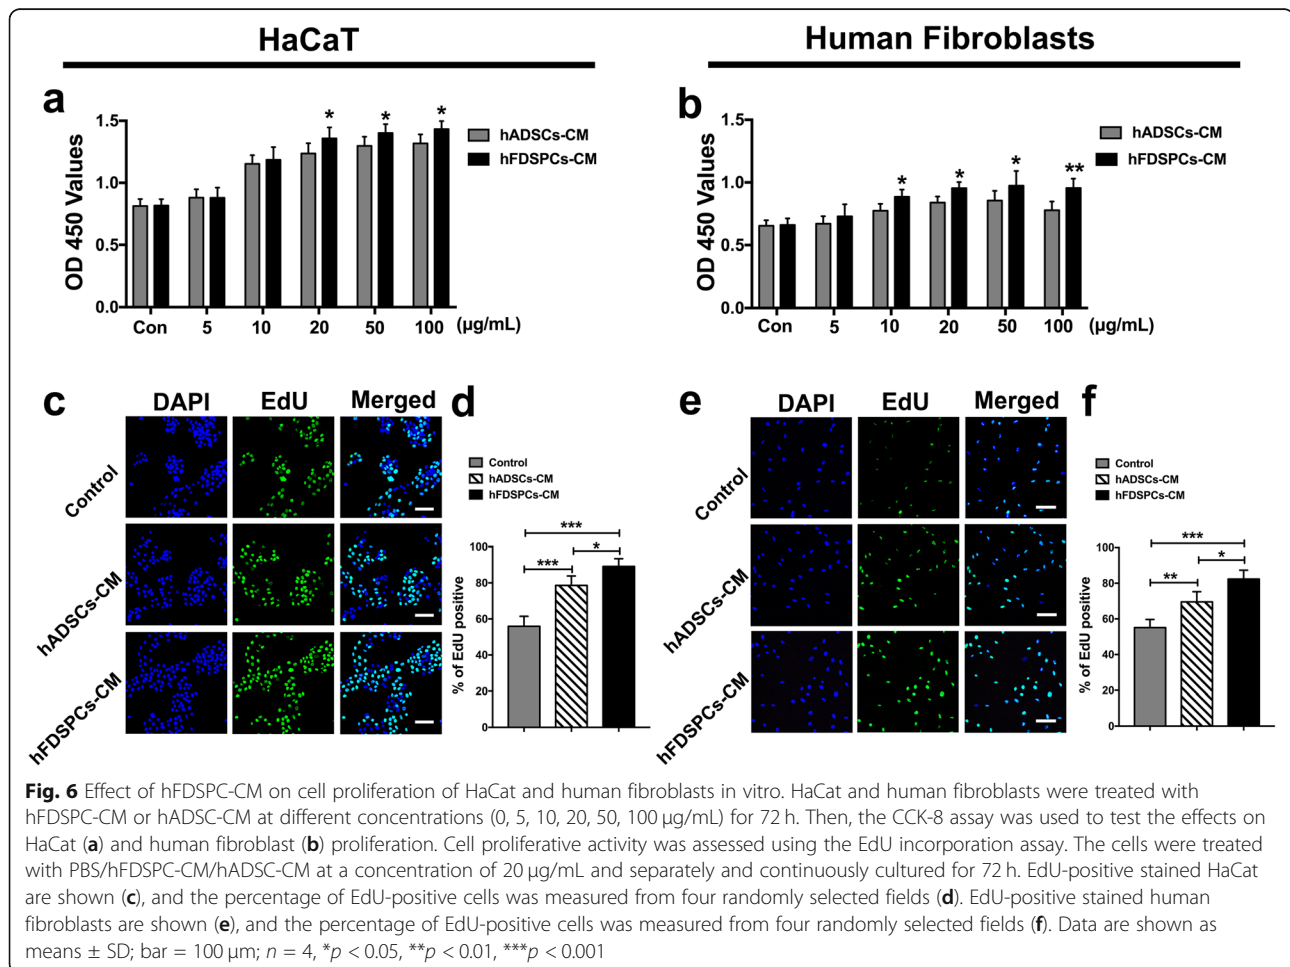 HaCaT
Human Fibroblasts
a
OD 450 Values
1.5
1.0
0.5
0.0
* * *
hADSCs-CM
hFDSPCs-CM
Con 5 10 20 50 100 (μg/mL)
b
OD 450 Values
1.5
1.0
0.5
0.0
* * * **
hADSCs-CM
hFDSPCs-CM
Con 5 10 20 50 100 (μg/mL)
c
DAPI EdU Merged
Control
hADSCs-CM
hFDSPCs-CM
d
Control
hADSCs-CM
hFDSPCs-CM
% of EdU positive
100
80
60
40
20
0
***
*** *
e
DAPI EdU Merged
Control
hADSCs-CM
hFDSPCs-CM
f
Control
hADSCs-CM
hFDSPCs-CM
% of EdU positive
100
80
60
40
20
0
***
** *
Fig. 6 Effect of hFDSPC-CM on cell proliferation of HaCat and human fibroblasts in vitro. HaCat and human fibroblasts were treated with
hFDSPC-CM or hADSC-CM at different concentrations (0, 5, 10, 20, 50, 100 μg/mL) for 72 h. Then, the CCK-8 assay was used to test the effects on
HaCat (a) and human fibroblast (b) proliferation. Cell proliferative activity was assessed using the EdU incorporation assay. The cells were treated
with PBS/hFDSPC-CM/hADSC-CM at a concentration of 20 μg/mL and separately and continuously cultured for 72 h. EdU-positive stained HaCat
are shown (c), and the percentage of EdU-positive cells was measured from four randomly selected fields (d). EdU-positive stained human
fibroblasts are shown (e), and the percentage of EdU-positive cells was measured from four randomly selected fields (f). Data are shown as
means ± SD; bar = 100 μm; n = 4, *p < 0.05, **p < 0.01, ***p < 0.001